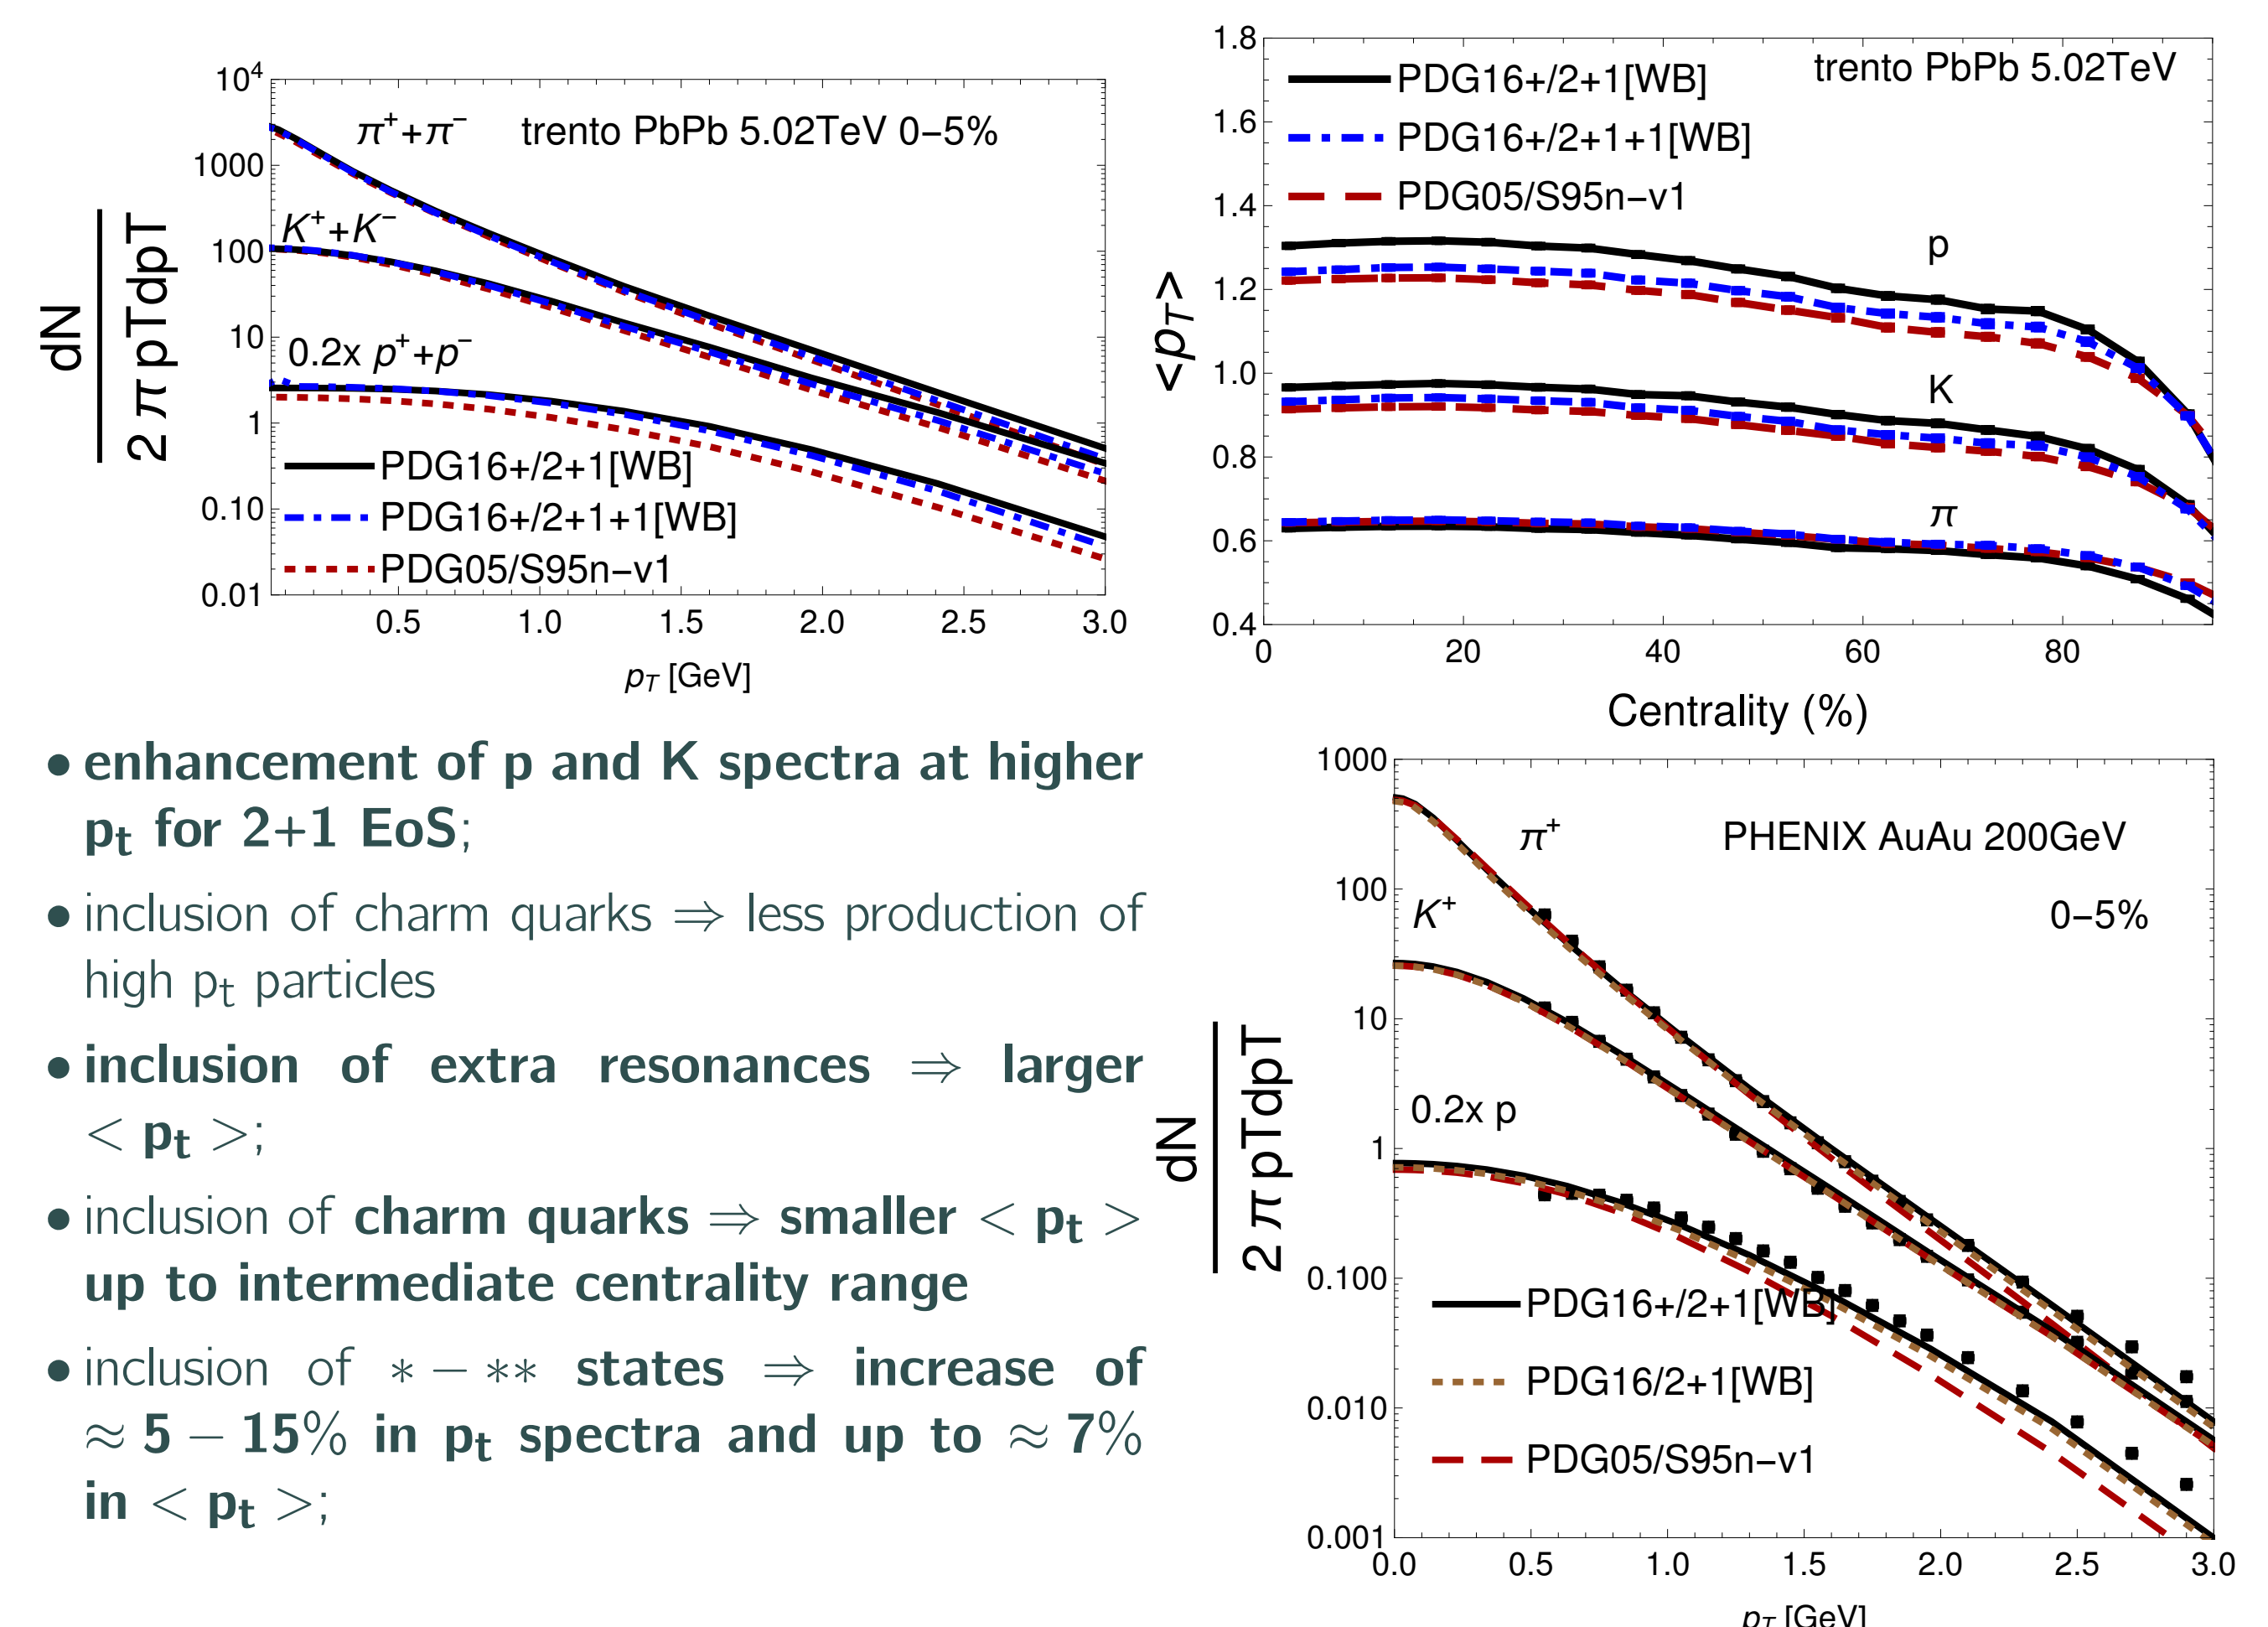 10^4
1000
100
10
1
0.10
0.01
dN
2 π pTdpT
π⁺+π⁻ trento PbPb 5.02TeV 0−5%
K⁺+K⁻
0.2x p⁺+p⁻
PDG16+/2+1[WB]
PDG16+/2+1+1[WB]
PDG05/S95n−v1
0.5 1.0 1.5 2.0 2.5 3.0
p_T [GeV]
1.8
1.6
1.4
1.2
1.0
0.8
0.6
0.4
<p_T>
trento PbPb 5.02TeV
PDG16+/2+1[WB]
PDG16+/2+1+1[WB]
PDG05/S95n−v1
p
K
π
0 20 40 60 80
Centrality (%)
• enhancement of p and K spectra at higher
p_t for 2+1 EoS;
• inclusion of charm quarks ⇒ less production of
high p_t particles
• inclusion of extra resonances ⇒ larger
< p_t >;
• inclusion of charm quarks ⇒ smaller < p_t >
up to intermediate centrality range
• inclusion of ∗ − ∗∗ states ⇒ increase of
≈ 5 − 15% in p_t spectra and up to ≈ 7%
in < p_t >;
1000
100
10
1
0.100
0.010
0.001
dN
2 π pTdpT
π⁺ PHENIX AuAu 200GeV
K⁺ 0−5%
0.2x p
PDG16+/2+1[WB]
PDG16/2+1[WB]
PDG05/S95n−v1
0.0 0.5 1.0 1.5 2.0 2.5 3.0
p_T [GeV]